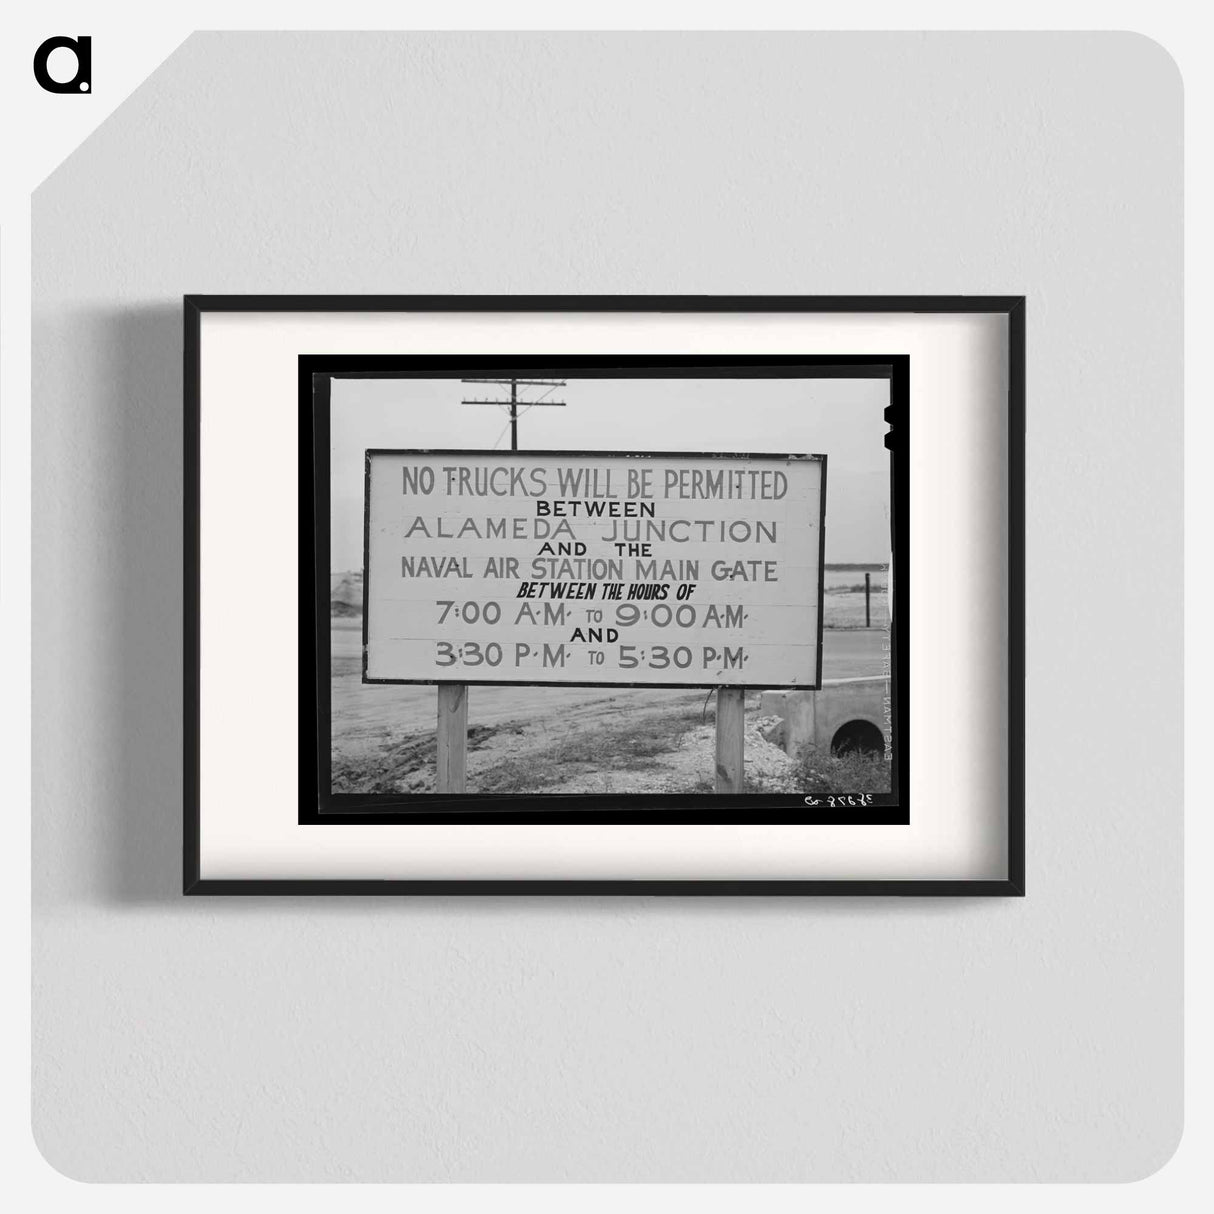 a.
NO TRUCKS WILL BE PERMITTED
BETWEEN
ALAMEDA JUNCTION
AND THE
NAVAL AIR STATION MAIN GATE
BETWEEN THE HOURS OF
7:00 A.M. TO 9:00 A.M.
AND
3:30 P.M. TO 5:30 P.M.
EASTMAN